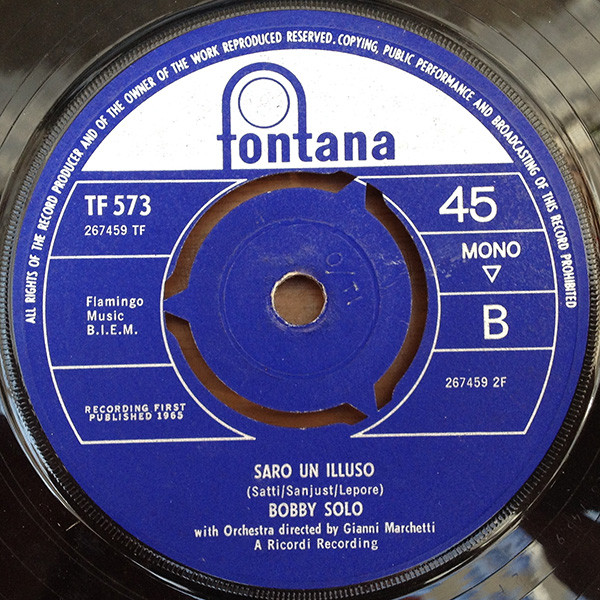 ALL RIGHTS OF THE RECORD PRODUCER AND OF THE OWNER OF THE WORK REPRODUCED RESERVED. COPYING, PUBLIC PERFORMANCE AND BROADCASTING OF THIS RECORD PROHIBITED
fontana
TF 573
267459 TF
45
MONO
B
Flamingo
Music
B.I.E.M.
267459 2F
RECORDING FIRST
PUBLISHED 1965
SARO UN ILLUSO
(Satti/Sanjust/Lepore)
BOBBY SOLO
with Orchestra directed by Gianni Marchetti
A Ricordi Recording